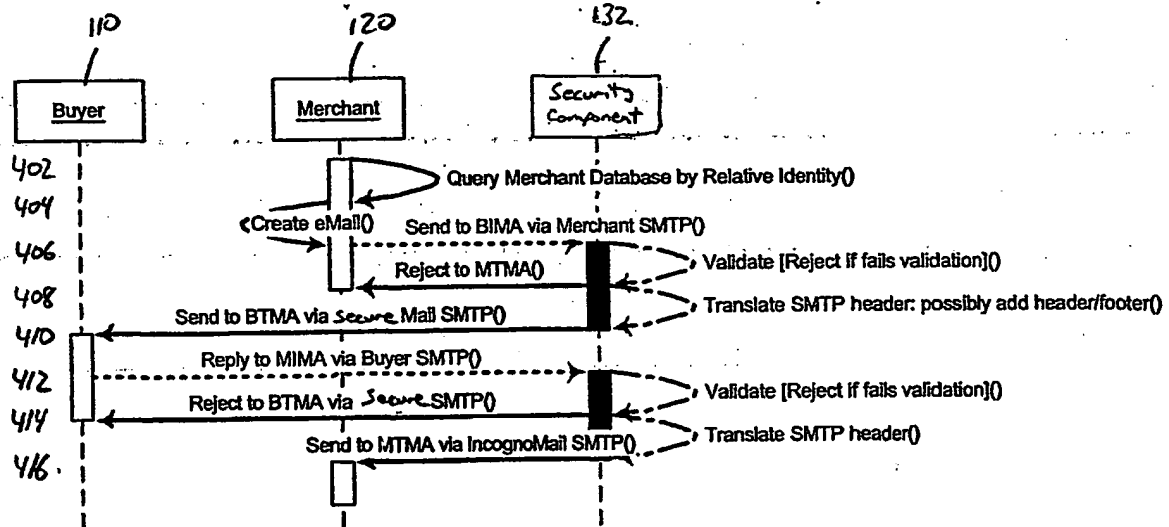 110
120
132
Buyer
Merchant
Security
Component
402
Query Merchant Database by Relative Identity()
404
Create eMail()
Send to BIMA via Merchant SMTP()
406
Reject to MTMA()
Validate [Reject if fails validation]()
408
Translate SMTP header: possibly add header/footer()
Send to BTMA via secure Mail SMTP()
410
Reply to MIMA via Buyer SMTP()
412
Validate [Reject if fails validation]()
Reject to BTMA via Secure SMTP()
414
Translate SMTP header()
Send to MTMA via IncognoMail SMTP()
416.